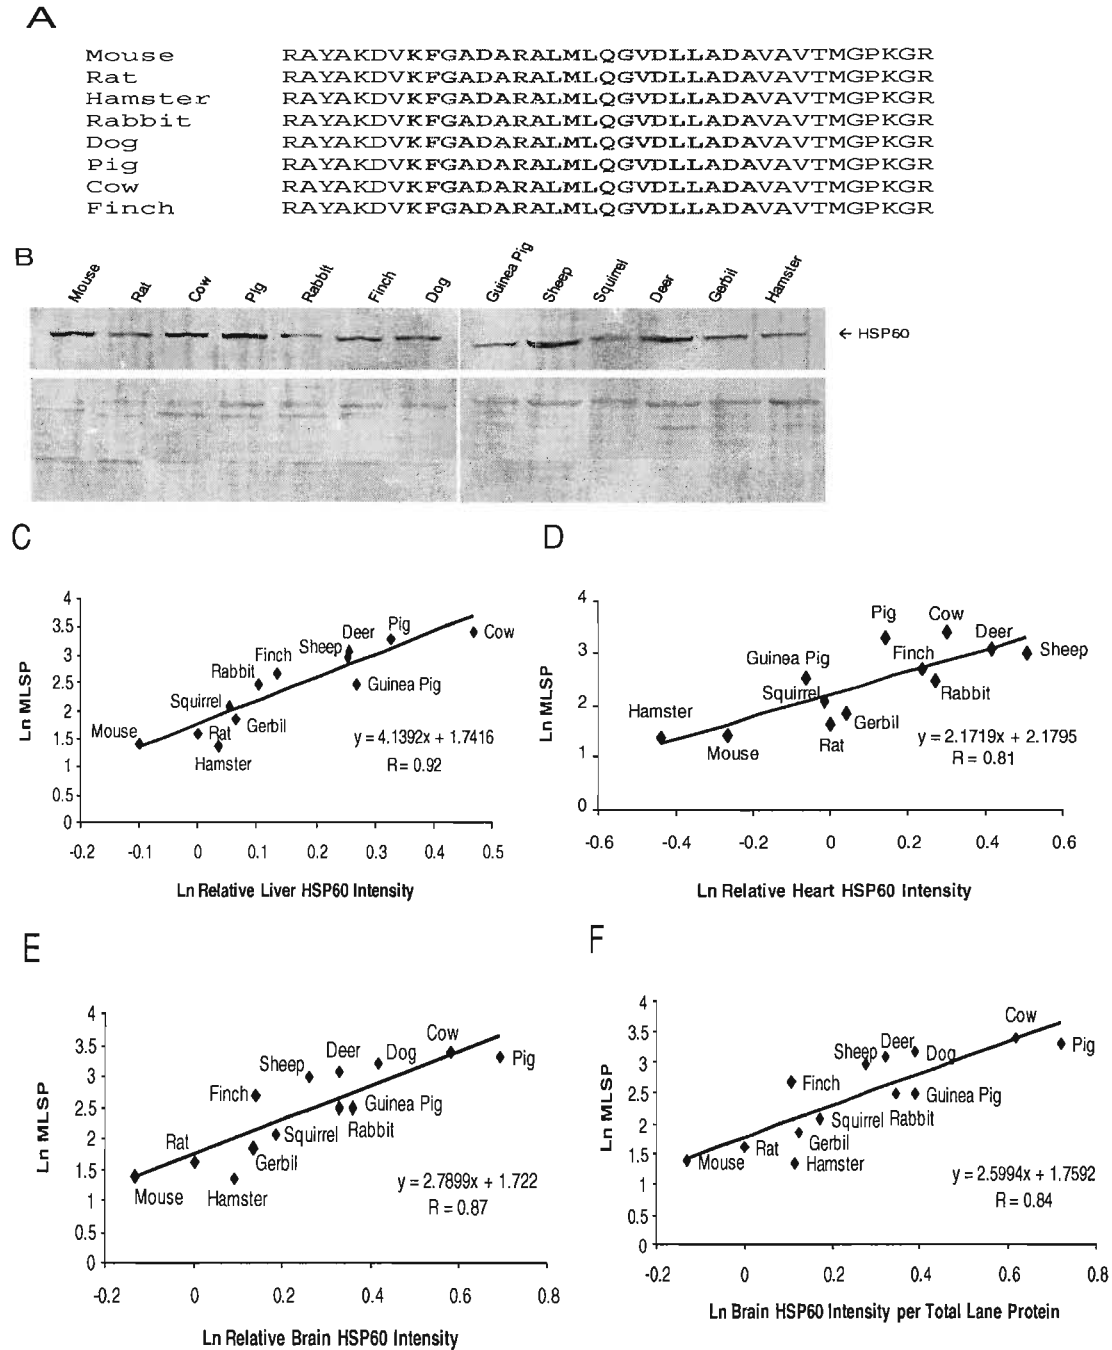 A
Mouse RAYAKDVKFGADARALMLQGVDLLADAVAVTMGPKGR
Rat RAYAKDVKFGADARALMLQGVDLLADAVAVTMGPKGR
Hamster RAYAKDVKFGADARALMLQGVDLLADAVAVTMGPKGR
Rabbit RAYAKDVKFGADARALMLQGVDLLADAVAVTMGPKGR
Dog RAYAKDVKFGADARALMLQGVDLLADAVAVTMGPKGR
Pig RAYAKDVKFGADARALMLQGVDLLADAVAVTMGPKGR
Cow RAYAKDVKFGADARALMLQGVDLLADAVAVTMGPKGR
Finch RAYAKDVKFGADARALMLQGVDLLADAVAVTMGPKGR
B
Mouse Rat Cow Pig Rabbit Finch Dog Guinea Pig Sheep Squirrel Deer Gerbil Hamster
← HSP60
C
Ln MLSP
4
3.5
3
2.5
2
1.5
1
0.5
0
Mouse
Squirrel
Rabbit
Finch
Sheep
Deer
Pig
Cow
Guinea Pig
Rat
Gerbil
Hamster
y = 4.1392x + 1.7416
R = 0.92
-0.2 -0.1 0 0.1 0.2 0.3 0.4 0.5
Ln Relative Liver HSP60 Intensity
D
Ln MLSP
4
3
2
1
0
Hamster
Mouse
Guinea Pig
Squirrel
Rat
Gerbil
Pig
Cow
Finch
Deer
Sheep
Rabbit
y = 2.1719x + 2.1795
R = 0.81
-0.6 -0.4 -0.2 0 0.2 0.4 0.6
Ln Relative Heart HSP60 Intensity
E
Ln MLSP
4
3.5
3
2.5
2
1.5
1
0.5
0
Mouse
Rat
Hamster
Finch
Sheep
Deer
Dog
Cow
Pig
Guinea Pig
Rabbit
Squirrel
Gerbil
y = 2.7899x + 1.722
R = 0.87
-0.2 0 0.2 0.4 0.6 0.8
Ln Relative Brain HSP60 Intensity
F
Ln MLSP
4
3.5
3
2.5
2
1.5
1
0.5
0
Mouse
Rat
Finch
Sheep
Deer
Dog
Cow
Pig
Guinea Pig
Squirrel Rabbit
Gerbil
Hamster
y = 2.5994x + 1.7592
R = 0.84
-0.2 0 0.2 0.4 0.6 0.8
Ln Brain HSP60 Intensity per Total Lane Protein